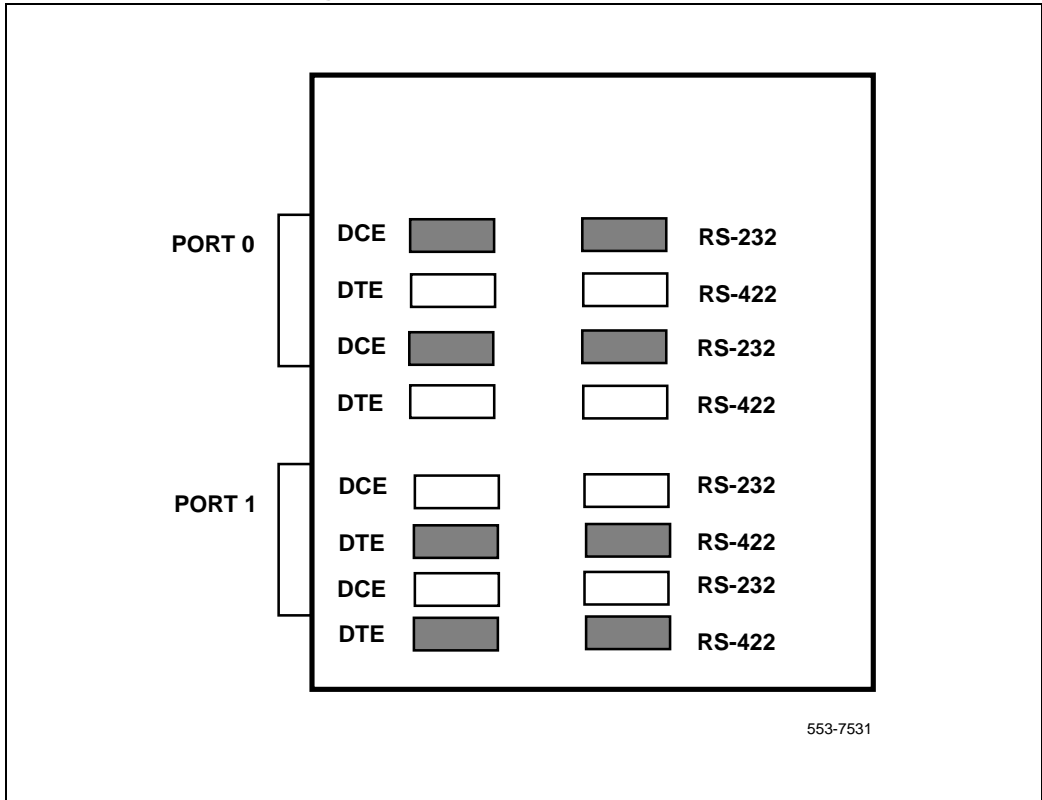 PORT 0
DCE RS-232
DTE RS-422
DCE RS-232
DTE RS-422
PORT 1
DCE RS-232
DTE RS-422
DCE RS-232
DTE RS-422
553-7531